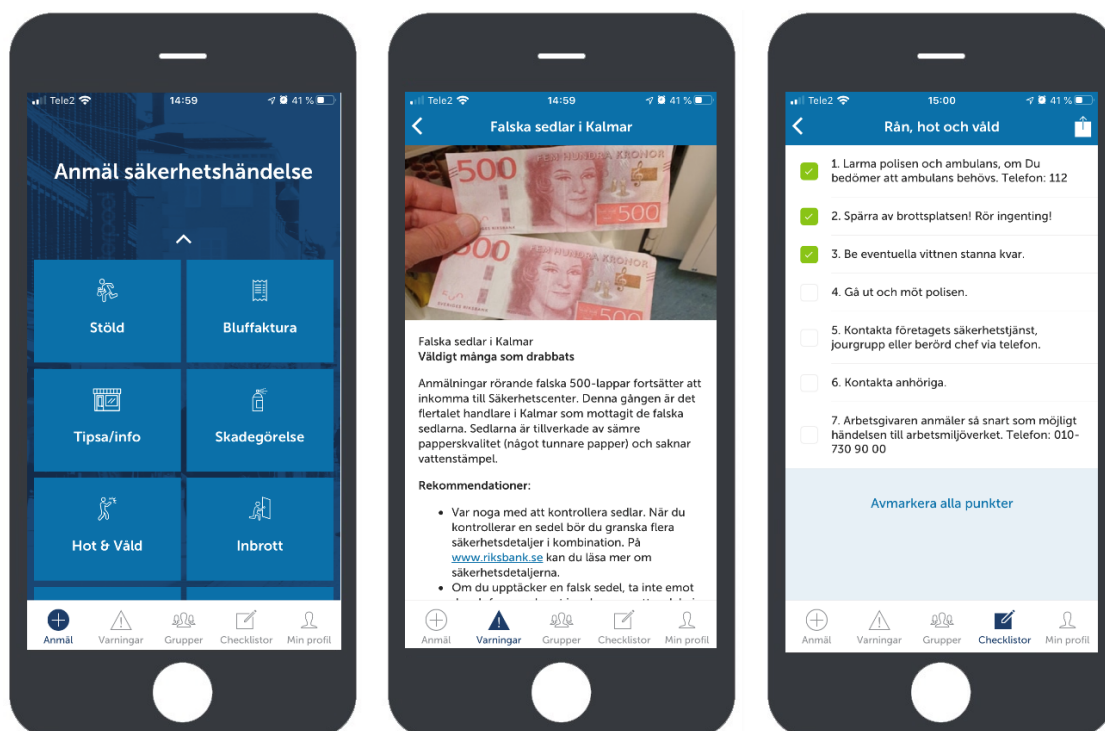 Tele2 14:59 41 %
Anmäl säkerhetshändelse
Stöld
Bluffaktura
Tipsa/info
Skadegörelse
Hot & Våld
Inbrott
Anmäl
Varningar
Grupper
Checklistor
Min profil
Tele2 14:59 41 %
Falska sedlar i Kalmar
500 FEM HUNDRA KRONOR
500
500 KRONOR
SVERIGES RIKSBANK
500
Falska sedlar i Kalmar
Väldigt många som drabbats
Anmälningar rörande falska 500-lappar fortsätter att
inkomma till Säkerhetscenter. Denna gången är det
flertalet handlare i Kalmar som mottagit de falska
sedlarna. Sedlarna är tillverkade av sämre
papperskvalitet (något tunnare papper) och saknar
vattenstämpel.
Rekommendationer:
• Var noga med att kontrollera sedlar. När du
kontrollerar en sedel bör du granska flera
säkerhetsdetaljer i kombination. På
www.riksbank.se kan du läsa mer om
säkerhetsdetaljerna.
• Om du upptäcker en falsk sedel, ta inte emot
Anmäl
Varningar
Grupper
Checklistor
Min profil
Tele2 15:00 41 %
Rån, hot och våld
1. Larma polisen och ambulans, om Du
bedömer att ambulans behövs. Telefon: 112
2. Spärra av brottsplatsen! Rör ingenting!
3. Be eventuella vittnen stanna kvar.
4. Gå ut och möt polisen.
5. Kontakta företagets säkerhetstjänst,
jourgrupp eller berörd chef via telefon.
6. Kontakta anhöriga.
7. Arbetsgivaren anmäler så snart som möjligt
händelsen till arbetsmiljöverket. Telefon: 010-
730 90 00
Avmarkera alla punkter
Anmäl
Varningar
Grupper
Checklistor
Min profil